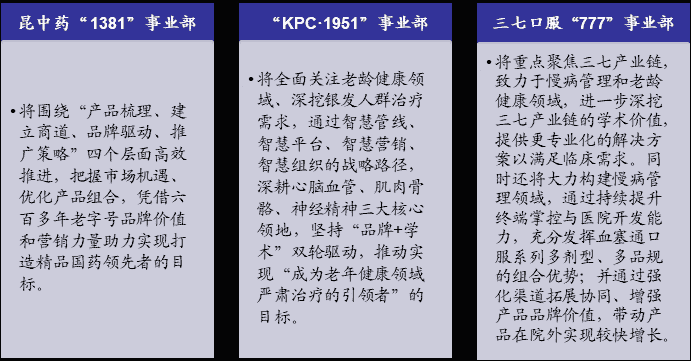 昆中药“1381”事业部
•将围绕“产品梳理、建
立商道、品牌驱动、推
广策略”四个层面高效
推进，把握市场机遇、
优化产品组合，凭借六
百多年老字号品牌价值
和营销力量助力实现打
造精品国药领先者的目
标。
“KPC·1951”事业部
•将全面关注老龄健康领
域、深挖银发人群治疗
需求，通过智慧管线、
智慧平台、智慧营销、
智慧组织的战略路径，
深耕心脑血管、肌肉骨
骼、神经精神三大核心
领地，坚持“品牌+学
术”双轮驱动，推动实
现“成为老年健康领域
严肃治疗的引领者”的
目标。
三七口服“777”事业部
•将重点聚焦三七产业链，
致力于慢病管理和老龄
健康领域，进一步深挖
三七产业链的学术价值，
提供更专业化的解决方
案以满足临床需求。同
时还将大力构建慢病管
理领域，通过持续提升
终端掌控与医院开发能
力，充分发挥血塞通口
服系列多剂型、多品规
的组合优势；并通过强
化渠道拓展协同、增强
产品品牌价值，带动产
品在院外实现较快增长。